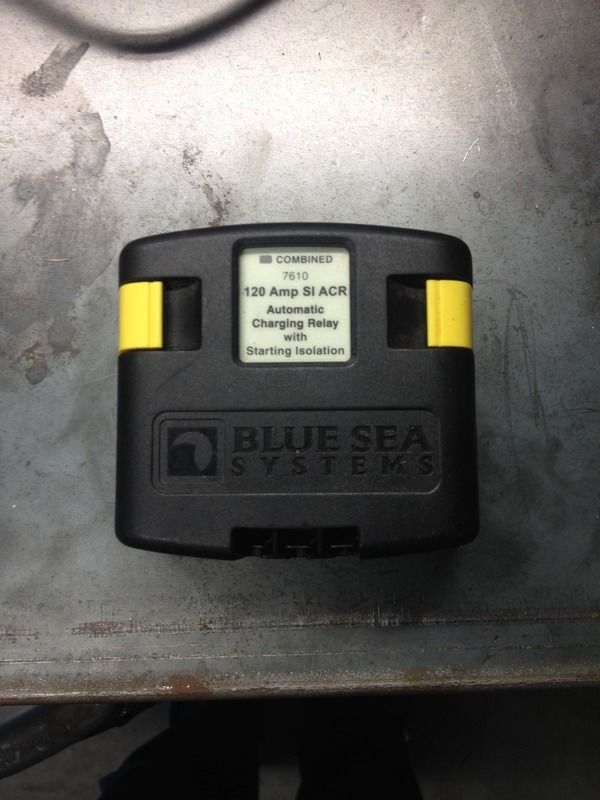 COMBINED
7610
120 Amp SI ACR
Automatic
Charging Relay
with
Starting Isolation
BLUE SEA
SYSTEMS